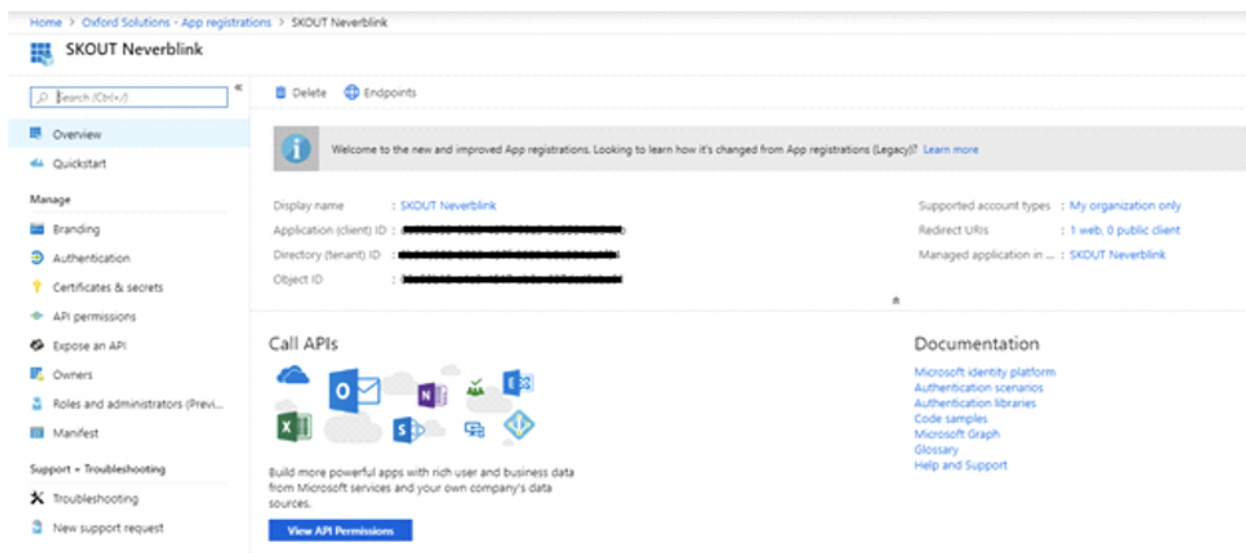 Home > Oxford Solutions - App registrations > SKOUT Neverblink
SKOUT Neverblink
Search (Ctrl+/)
«
Delete Endpoints
Overview
Quickstart
Welcome to the new and improved App registrations. Looking to learn how it's changed from App registrations (Legacy)? Learn more
Manage
Branding
Authentication
Certificates & secrets
API permissions
Expose an API
Owners
Roles and administrators (Previ...
Manifest
Support + Troubleshooting
Troubleshooting
New support request
Display name : SKOUT Neverblink
Application (client) ID :
Directory (tenant) ID :
Object ID :
Supported account types : My organization only
Redirect URIs : 1 web, 0 public client
Managed application in ... : SKOUT Neverblink
Call APIs
Build more powerful apps with rich user and business data
from Microsoft services and your own company's data
sources.
View API Permissions
Documentation
Microsoft identity platform
Authentication scenarios
Authentication libraries
Code samples
Microsoft Graph
Glossary
Help and Support